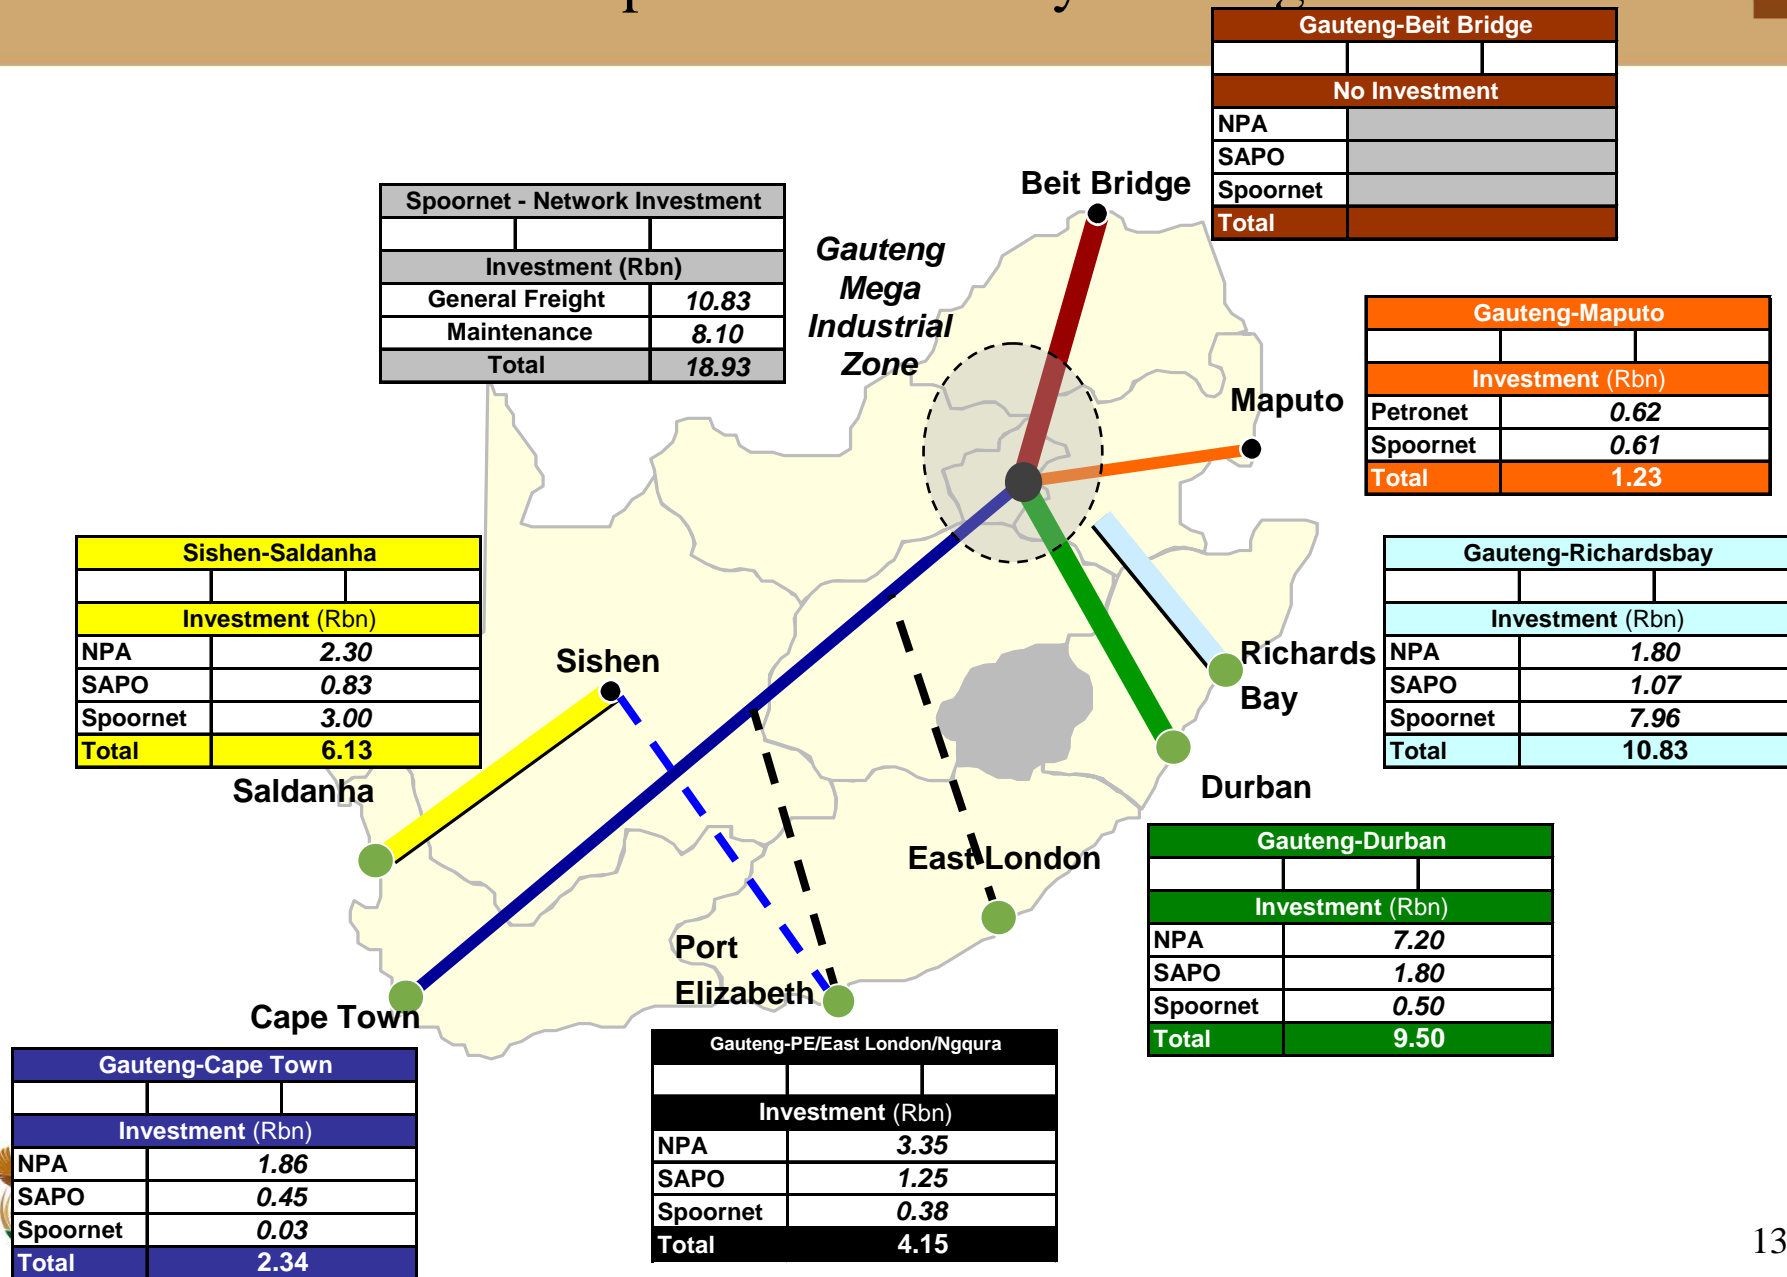 Gauteng-Beit Bridge
No Investment
NPA
SAPO
Spoornet
Total
Spoornet - Network Investment
Investment (Rbn)
General Freight 10.83
Maintenance 8.10
Total 18.93
Gauteng
Mega
Industrial
Zone
Beit Bridge
Maputo
Gauteng-Maputo
Investment (Rbn)
Petronet 0.62
Spoornet 0.61
Total 1.23
Sishen-Saldanha
Investment (Rbn)
NPA 2.30
SAPO 0.83
Spoornet 3.00
Total 6.13
Sishen
Saldanha
Gauteng-Richardsbay
Investment (Rbn)
NPA 1.80
SAPO 1.07
Spoornet 7.96
Total 10.83
Richards
Bay
Durban
East London
Port
Elizabeth
Cape Town
Gauteng-Durban
Investment (Rbn)
NPA 7.20
SAPO 1.80
Spoornet 0.50
Total 9.50
Gauteng-Cape Town
Investment (Rbn)
NPA 1.86
SAPO 0.45
Spoornet 0.03
Total 2.34
Gauteng-PE/East London/Ngqura
Investment (Rbn)
NPA 3.35
SAPO 1.25
Spoornet 0.38
Total 4.15
13